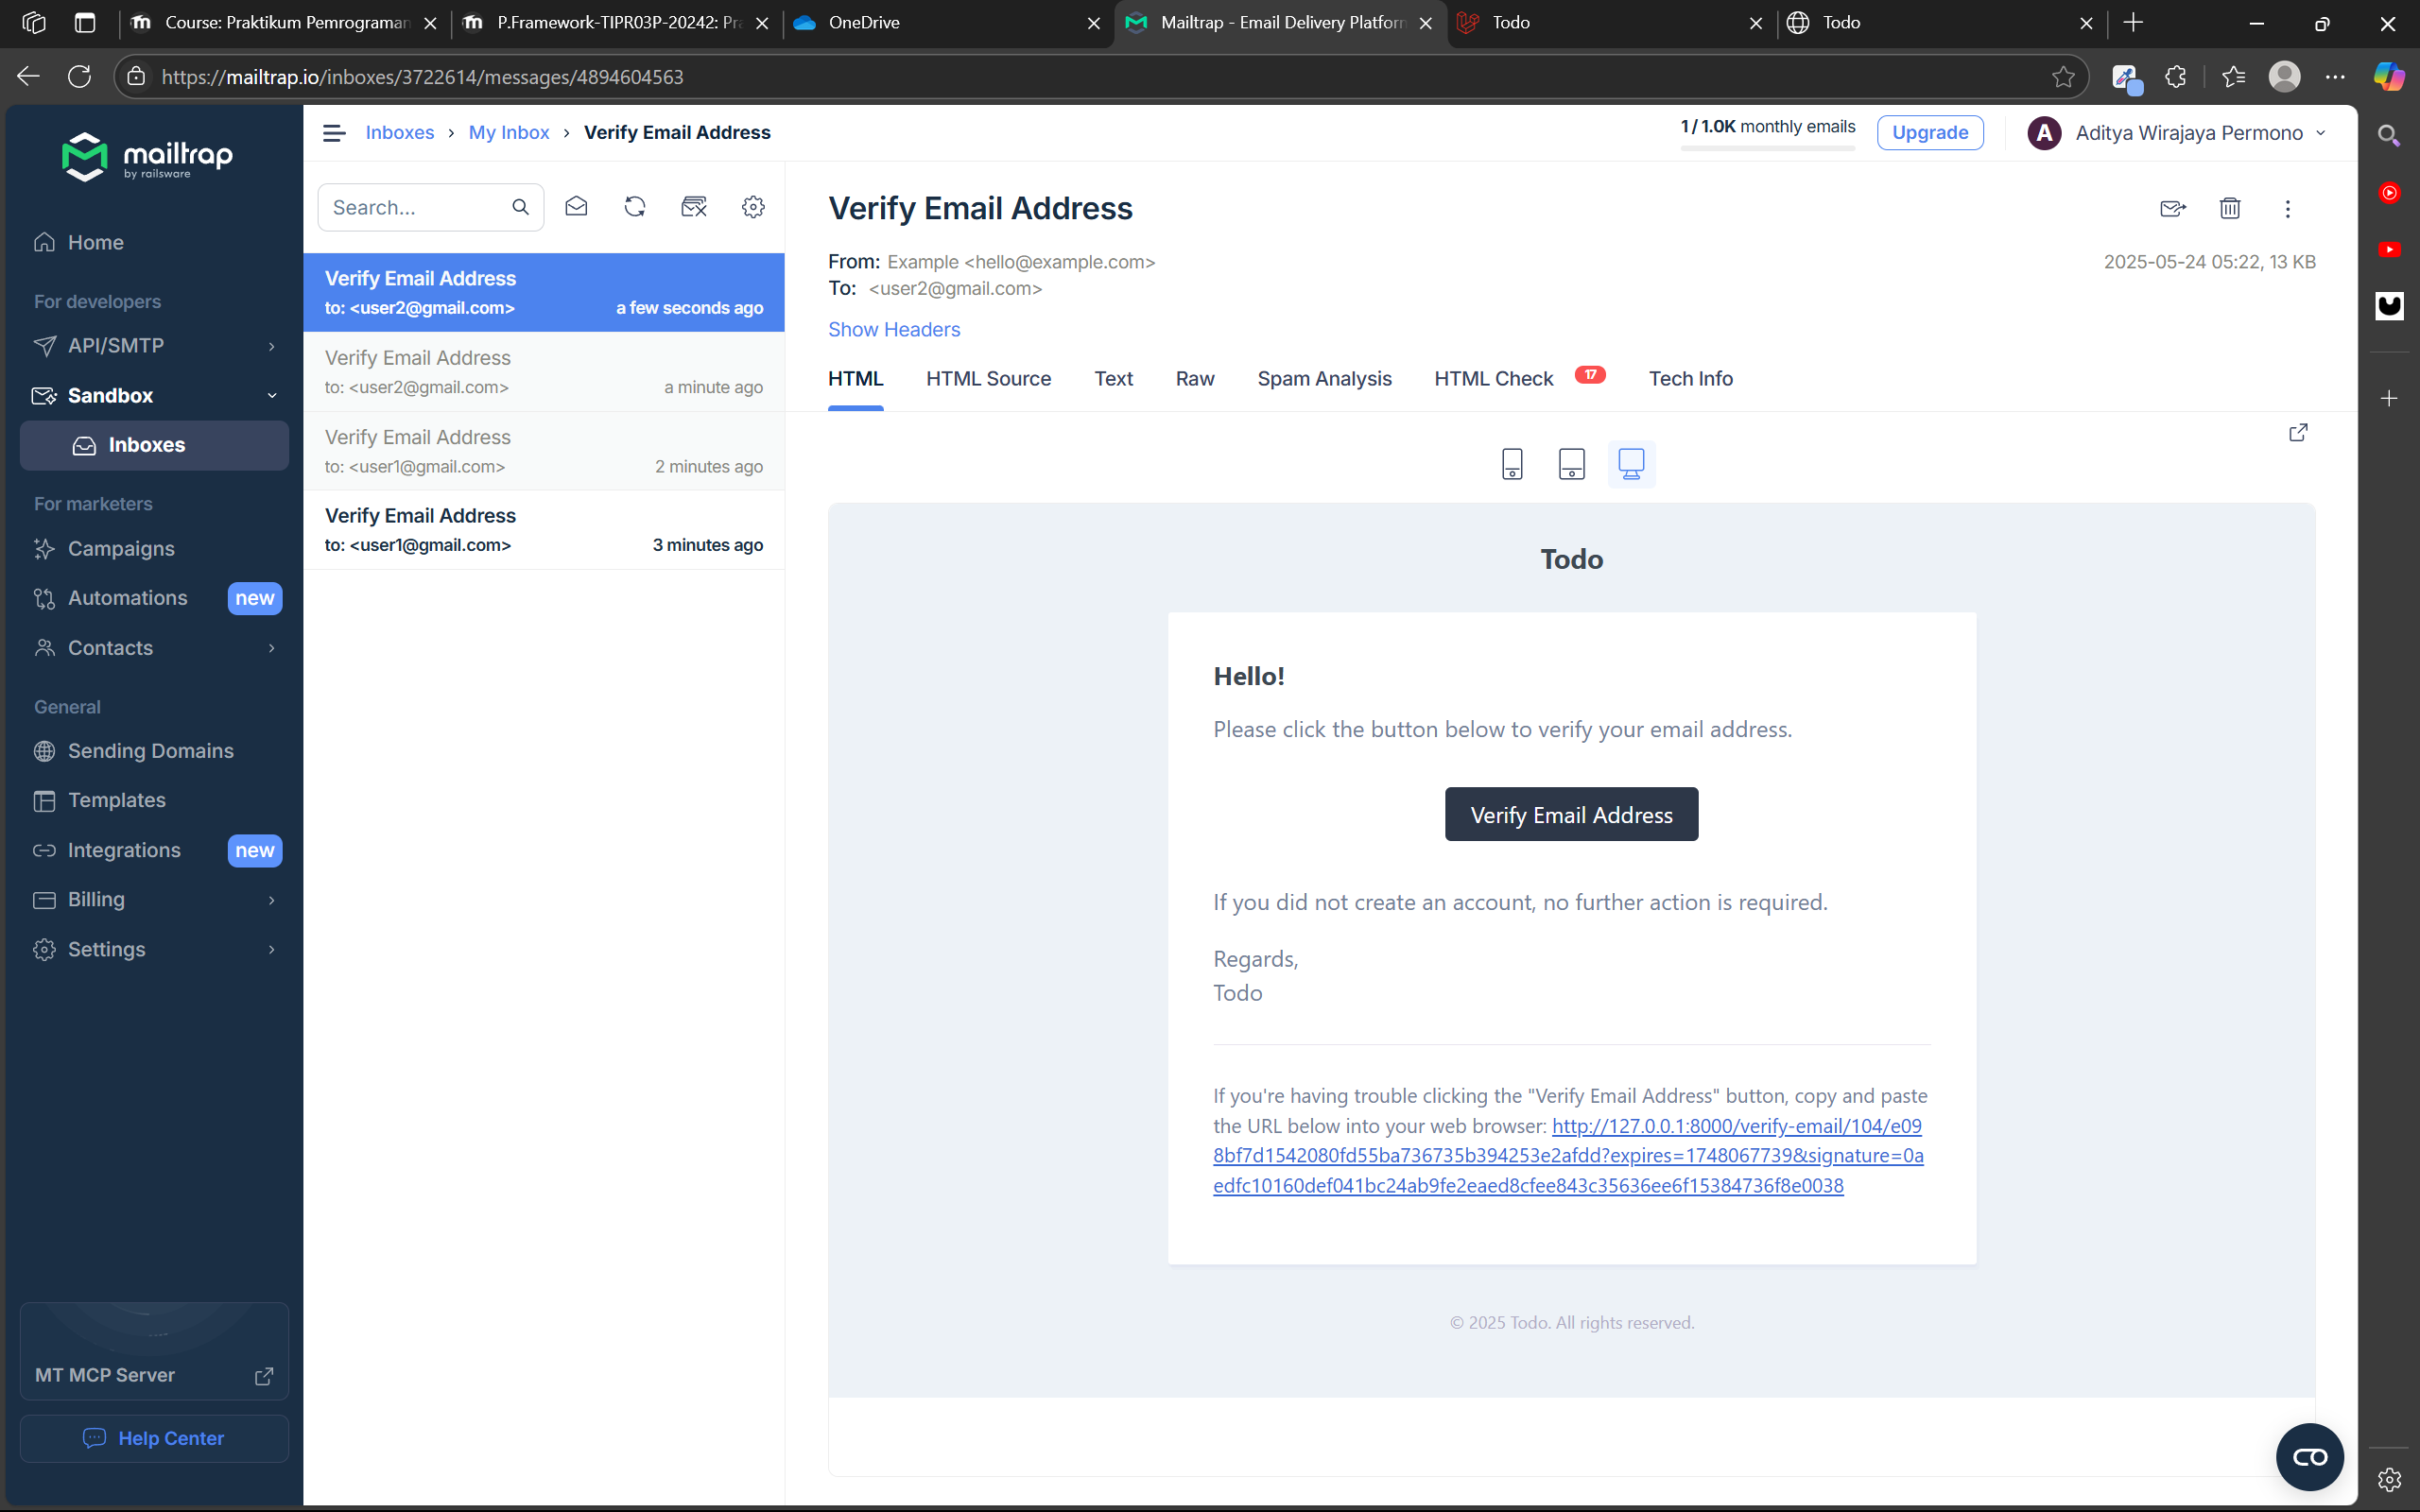 Course: Praktikum Pemrograman
P.Framework-TIPR03P-20242: Pra
OneDrive
Mailtrap - Email Delivery Platform
Todo
Todo
https://mailtrap.io/inboxes/3722614/messages/4894604563
mailtrap
by railsware
Home
For developers
API/SMTP
Sandbox
Inboxes
For marketers
Campaigns
Automations new
Contacts
General
Sending Domains
Templates
Integrations new
Billing
Settings
MT MCP Server
Help Center
Inboxes › My Inbox › Verify Email Address
1 / 1.0K monthly emails
Upgrade
A Aditya Wirajaya Permono
Search...
Verify Email Address
to: <user2@gmail.com> a few seconds ago
Verify Email Address
to: <user2@gmail.com> a minute ago
Verify Email Address
to: <user1@gmail.com> 2 minutes ago
Verify Email Address
to: <user1@gmail.com> 3 minutes ago
Verify Email Address
From: Example <hello@example.com>
2025-05-24 05:22, 13 KB
To: <user2@gmail.com>
Show Headers
HTML HTML Source Text Raw Spam Analysis HTML Check 17 Tech Info
Todo
Hello!
Please click the button below to verify your email address.
Verify Email Address
If you did not create an account, no further action is required.
Regards,
Todo
If you're having trouble clicking the "Verify Email Address" button, copy and paste
the URL below into your web browser: http://127.0.0.1:8000/verify-email/104/e09
8bf7d1542080fd55ba736735b394253e2afdd?expires=1748067739&signature=0a
edfc10160def041bc24ab9fe2eaed8cfee843c35636ee6f15384736f8e0038
© 2025 Todo. All rights reserved.